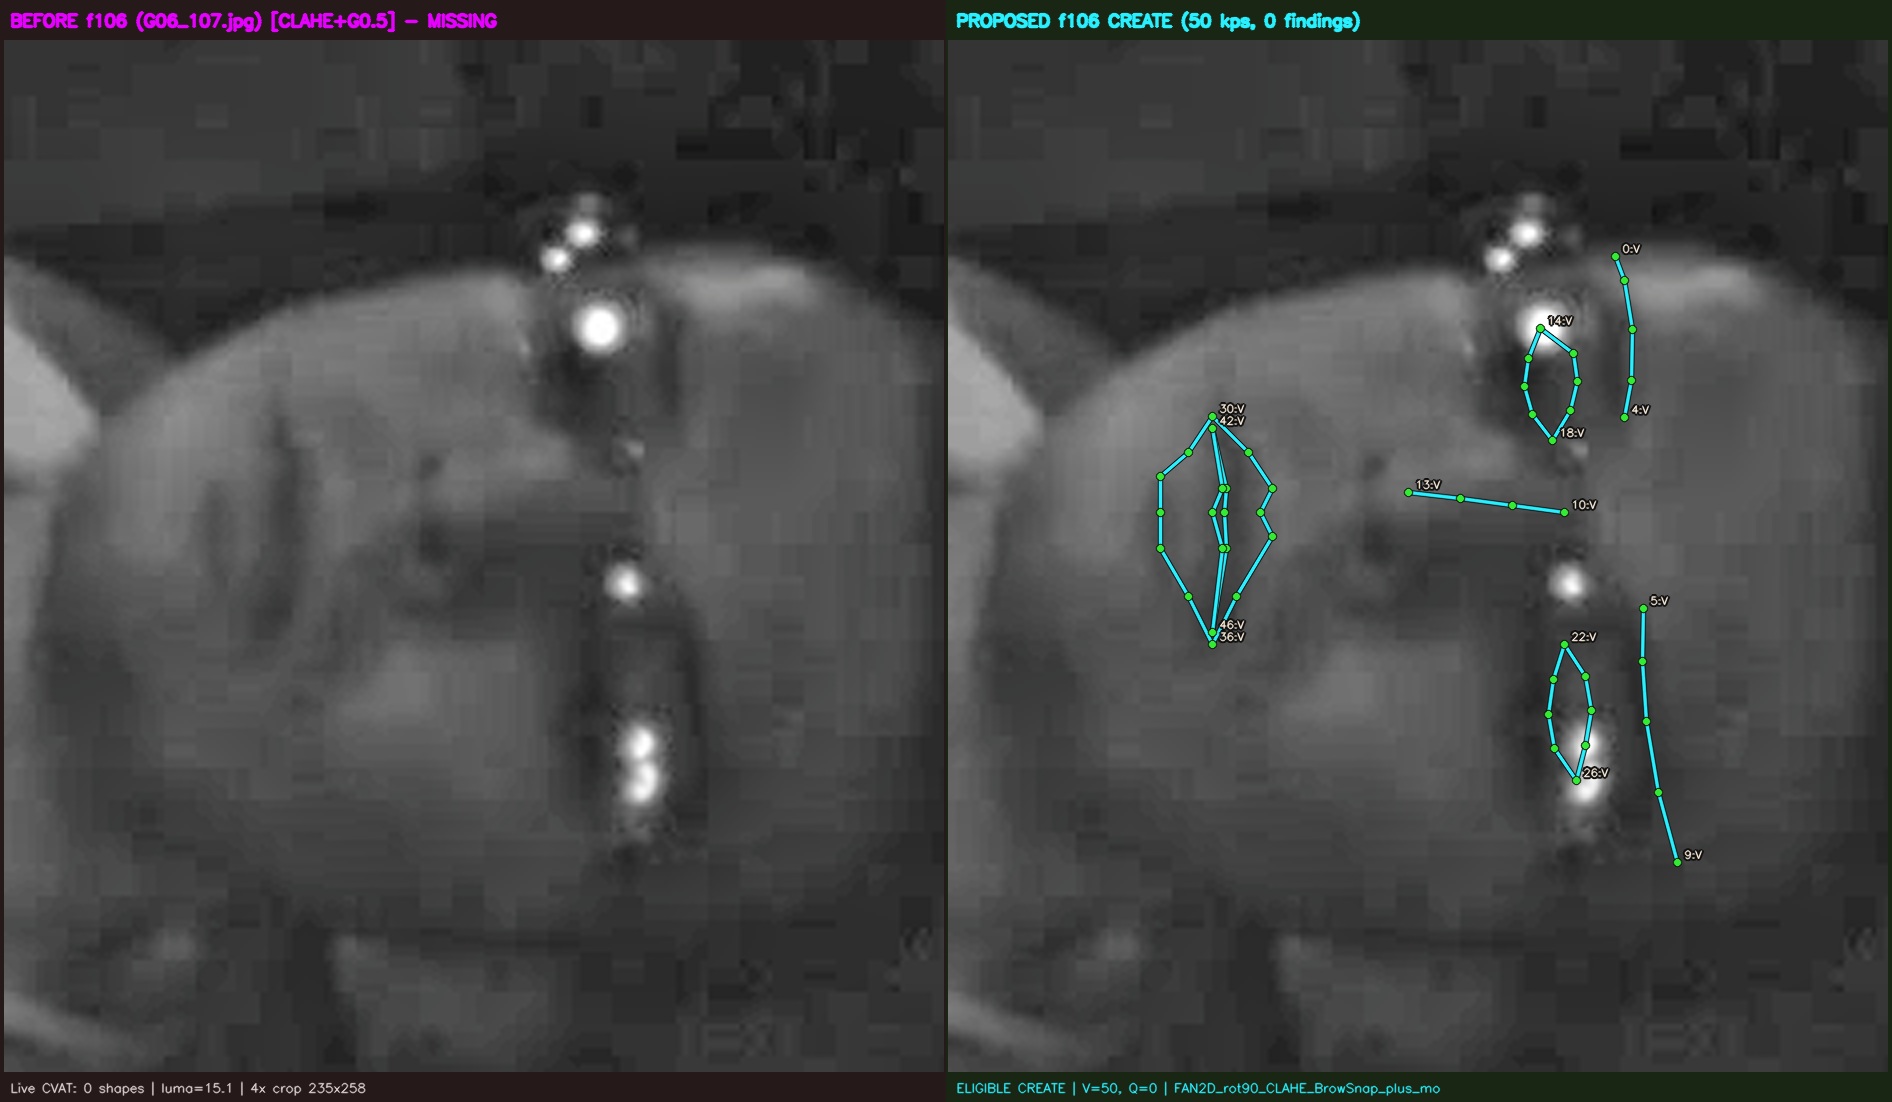 BEFORE f106 (G06_107.jpg) [CLAHE+G0.5] – MISSING
PROPOSED f106 CREATE (50 kps, 0 findings)
0:V
14:V
4:V
30:V
42:V
18:V
13:V
10:V
5:V
46:V
36:V
22:V
26:V
9:V
Live CVAT: 0 shapes | luma=15.1 | 4x crop 235x258
ELIGIBLE CREATE | V=50, Q=0 | FAN2D_rot90_CLAHE_BrowSnap_plus_mo